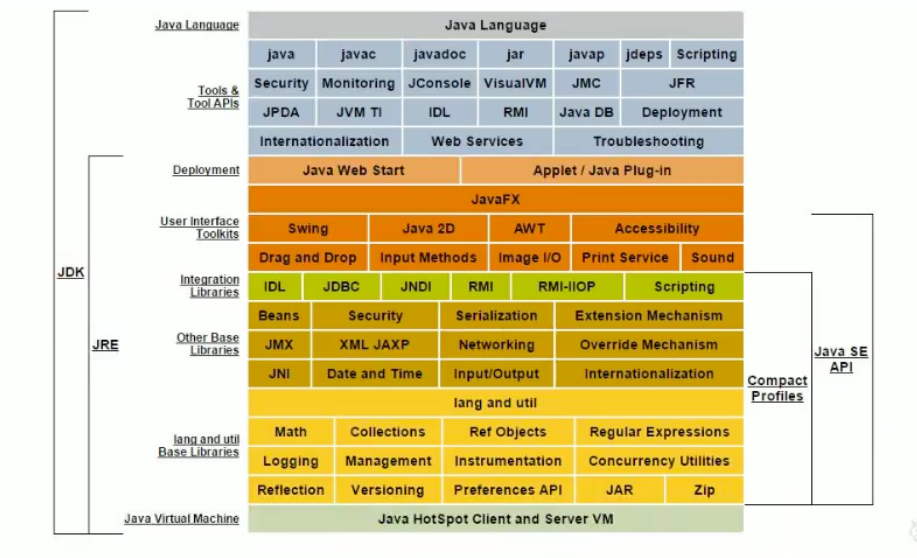 Java Language Java Language
java javac javadoc jar javap jdeps Scripting
Security Monitoring JConsole VisualVM JMC JFR
Tools &
Tool APIs
JPDA JVM TI IDL RMI Java DB Deployment
Internationalization Web Services Troubleshooting
Deployment Java Web Start Applet / Java Plug-in
JavaFX
User Interface
Toolkits
Swing Java 2D AWT Accessibility
Drag and Drop Input Methods Image I/O Print Service Sound
JDK
Integration
Libraries
IDL JDBC JNDI RMI RMI-IIOP Scripting
Beans Security Serialization Extension Mechanism
Other Base
Libraries
JRE
JMX XML JAXP Networking Override Mechanism
Java SE
API
JNI Date and Time Input/Output Internationalization
Compact
Profiles
lang and util
Math Collections Ref Objects Regular Expressions
lang and util
Base Libraries
Logging Management Instrumentation Concurrency Utilities
Reflection Versioning Preferences API JAR Zip
Java Virtual Machine Java HotSpot Client and Server VM